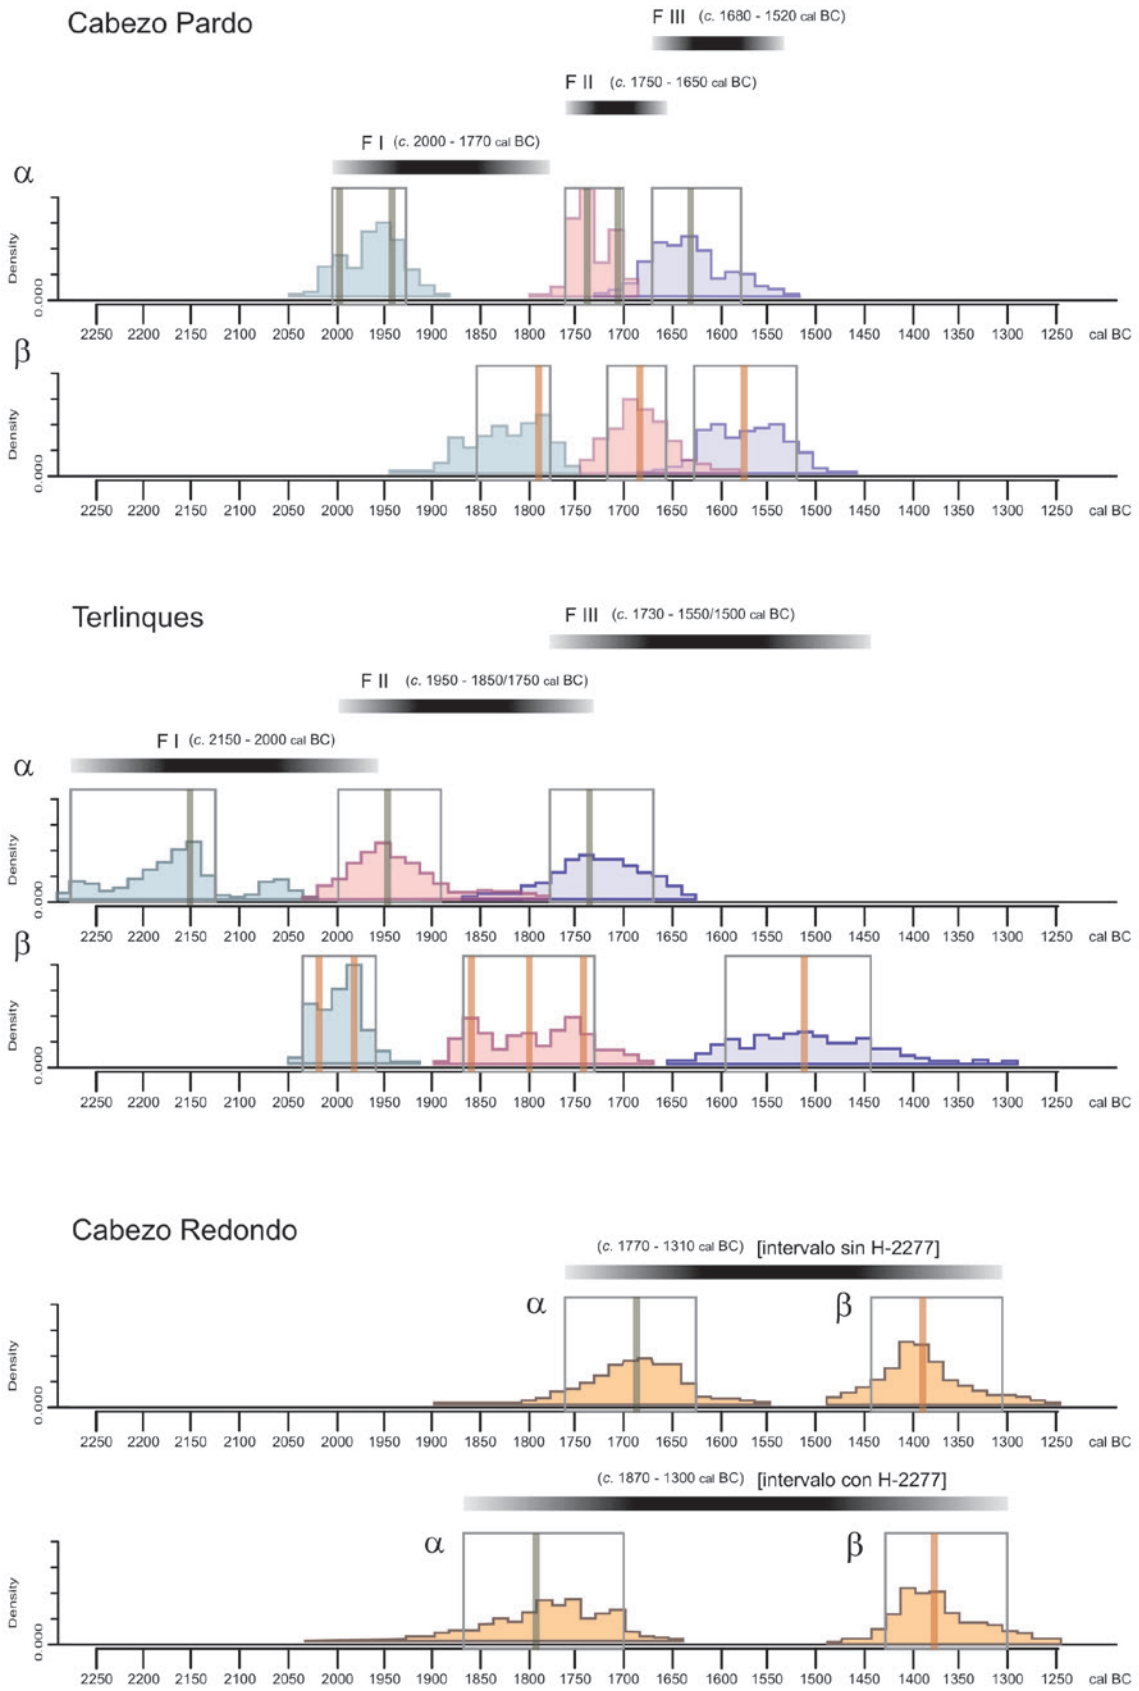 Cabezo Pardo
F III (c. 1680 - 1520 cal BC)
F II (c. 1750 - 1650 cal BC)
F I (c. 2000 - 1770 cal BC)
α
Density
0.000
2250 2200 2150 2100 2050 2000 1950 1900 1850 1800 1750 1700 1650 1600 1550 1500 1450 1400 1350 1300 1250 cal BC
β
Density
0.000
2250 2200 2150 2100 2050 2000 1950 1900 1850 1800 1750 1700 1650 1600 1550 1500 1450 1400 1350 1300 1250 cal BC
Terlinques
F III (c. 1730 - 1550/1500 cal BC)
F II (c. 1950 - 1850/1750 cal BC)
F I (c. 2150 - 2000 cal BC)
α
Density
0.000
2250 2200 2150 2100 2050 2000 1950 1900 1850 1800 1750 1700 1650 1600 1550 1500 1450 1400 1350 1300 1250 cal BC
β
Density
0.000
2250 2200 2150 2100 2050 2000 1950 1900 1850 1800 1750 1700 1650 1600 1550 1500 1450 1400 1350 1300 1250 cal BC
Cabezo Redondo
(c. 1770 - 1310 cal BC) [intervalo sin H-2277]
α β
Density
0.000
2250 2200 2150 2100 2050 2000 1950 1900 1850 1800 1750 1700 1650 1600 1550 1500 1450 1400 1350 1300 1250 cal BC
(c. 1870 - 1300 cal BC) [intervalo con H-2277]
α β
Density
0.000
2250 2200 2150 2100 2050 2000 1950 1900 1850 1800 1750 1700 1650 1600 1550 1500 1450 1400 1350 1300 1250 cal BC